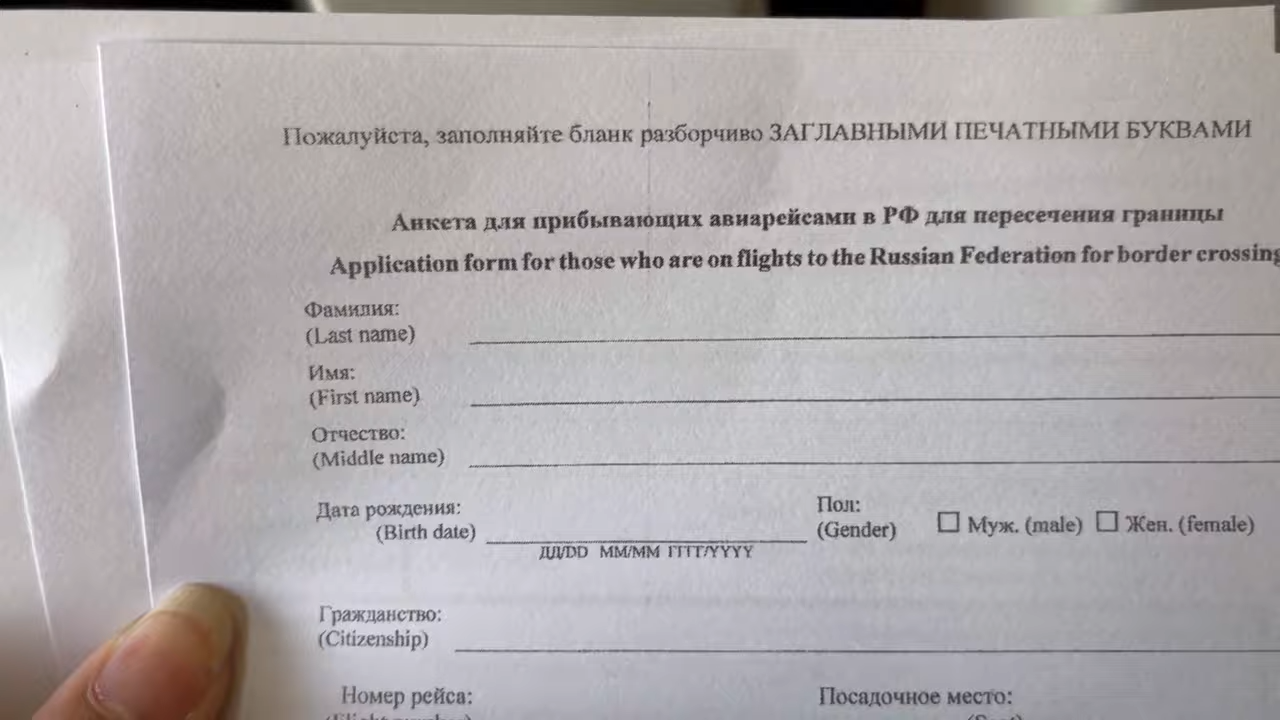 Пожалуйста, заполняйте бланк разборчиво ЗАГЛАВНЫМИ ПЕЧАТНЫМИ БУКВАМИ
Анкета для прибывающих авиарейсами в РФ для пересечения границы
Application form for those who are on flights to the Russian Federation for border crossing
Фамилия:
(Last name)
Имя:
(First name)
Отчество:
(Middle name)
Дата рождения: Пол:
(Birth date) (Gender) Муж. (male) Жен. (female)
ДД/DD ММ/MM ГГГГ/YYYY
Гражданство:
(Citizenship)
Номер рейса: Посадочное место:
(Flight number) (Seat)